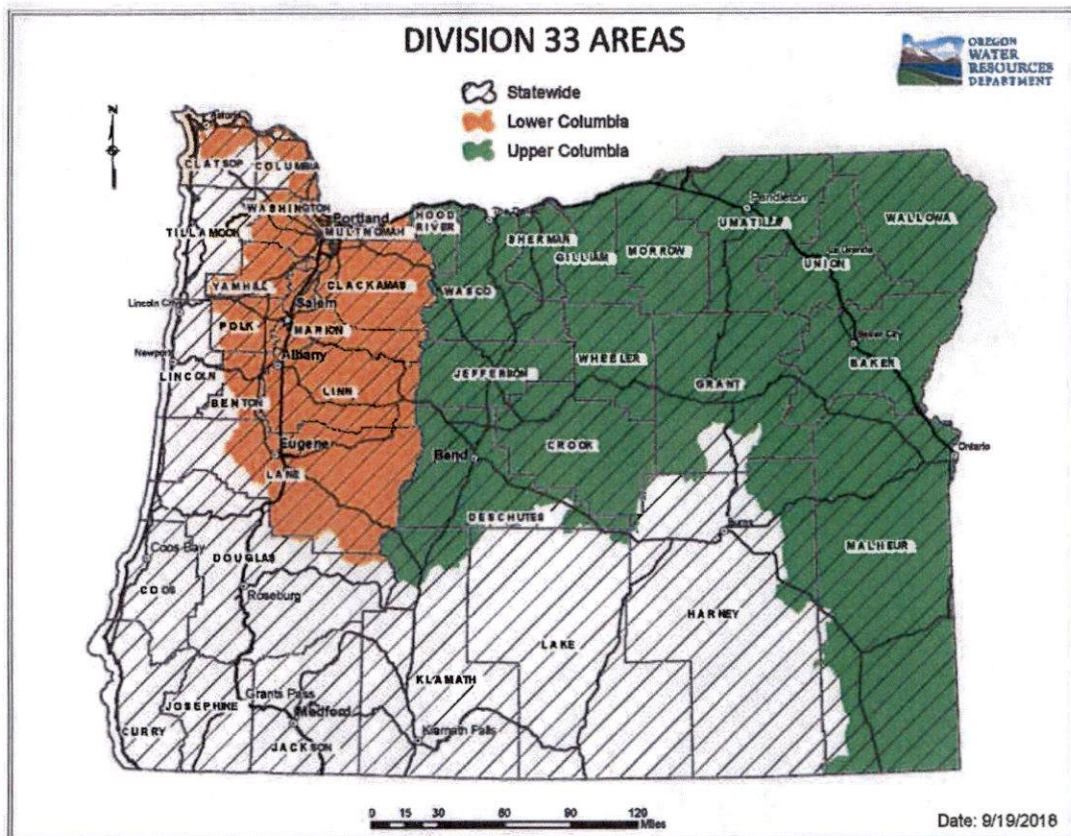 DIVISION 33 AREAS
OREGON
WATER
RESOURCES
DEPARTMENT
Statewide
Lower Columbia
Upper Columbia
N
Astoria
CLATSOP
COLUMBIA
WASHINGTON
Portland
MULTNOMAH
HOOD
RIVER
The
Pendleton
UMATILLA
WALLOWA
TILLAMOOK
SHERMAN
GILLIAM
MORROW
La Grande
UNION
YAMHILL
CLACKAMAS
WASCO
Lincoln City
Salem
POLK
MARION
Baker City
Newport
Albany
WHEELER
BAKER
LINCOLN
JEFFERSON
GRANT
BENTON
LINN
Eugene
CROOK
Ontario
LANE
Bend
DESCHUTES
Burns
Coos Bay
DOUGLAS
MALHEUR
COOS
Roseburg
HARNEY
LAKE
KLAMATH
Grants Pass
JOSEPHINE
Medford
CURRY
Klamath Falls
JACKSON
0 15 30 60 90 120
Miles
Date: 9/19/2018